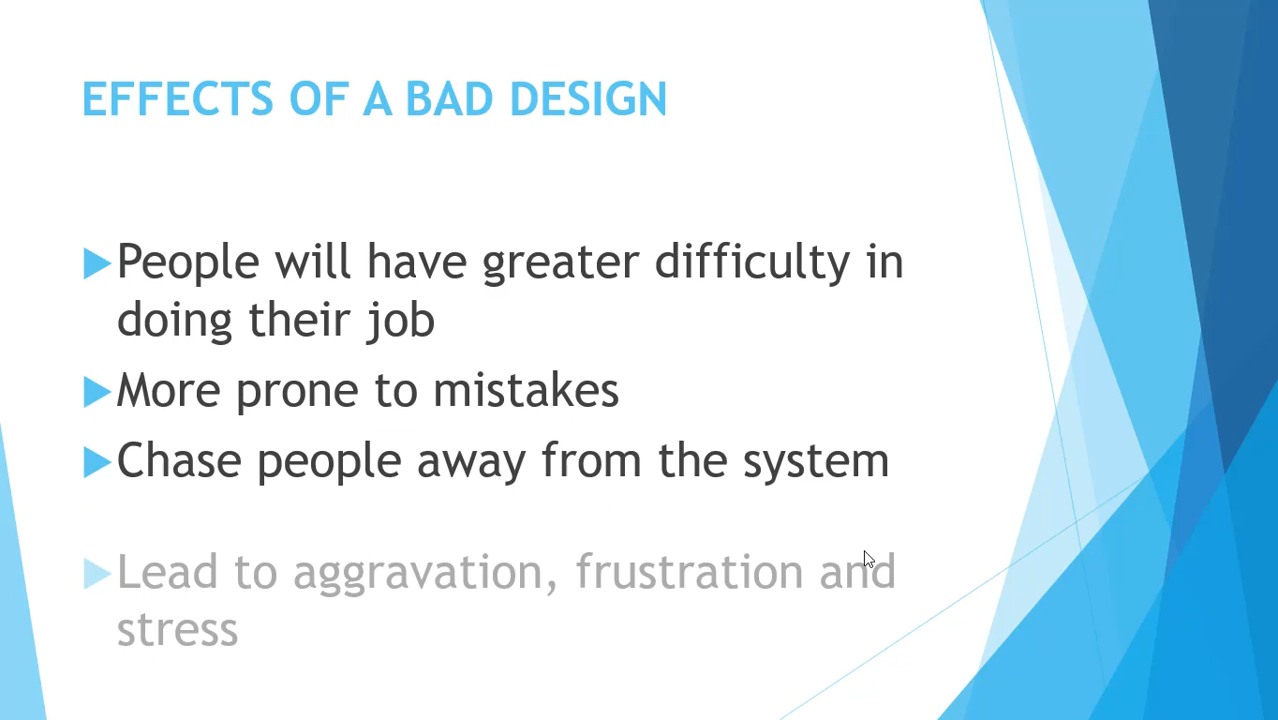 EFFECTS OF A BAD DESIGN
People will have greater difficulty in
doing their job
More prone to mistakes
Chase people away from the system
Lead to aggravation, frustration and
stress